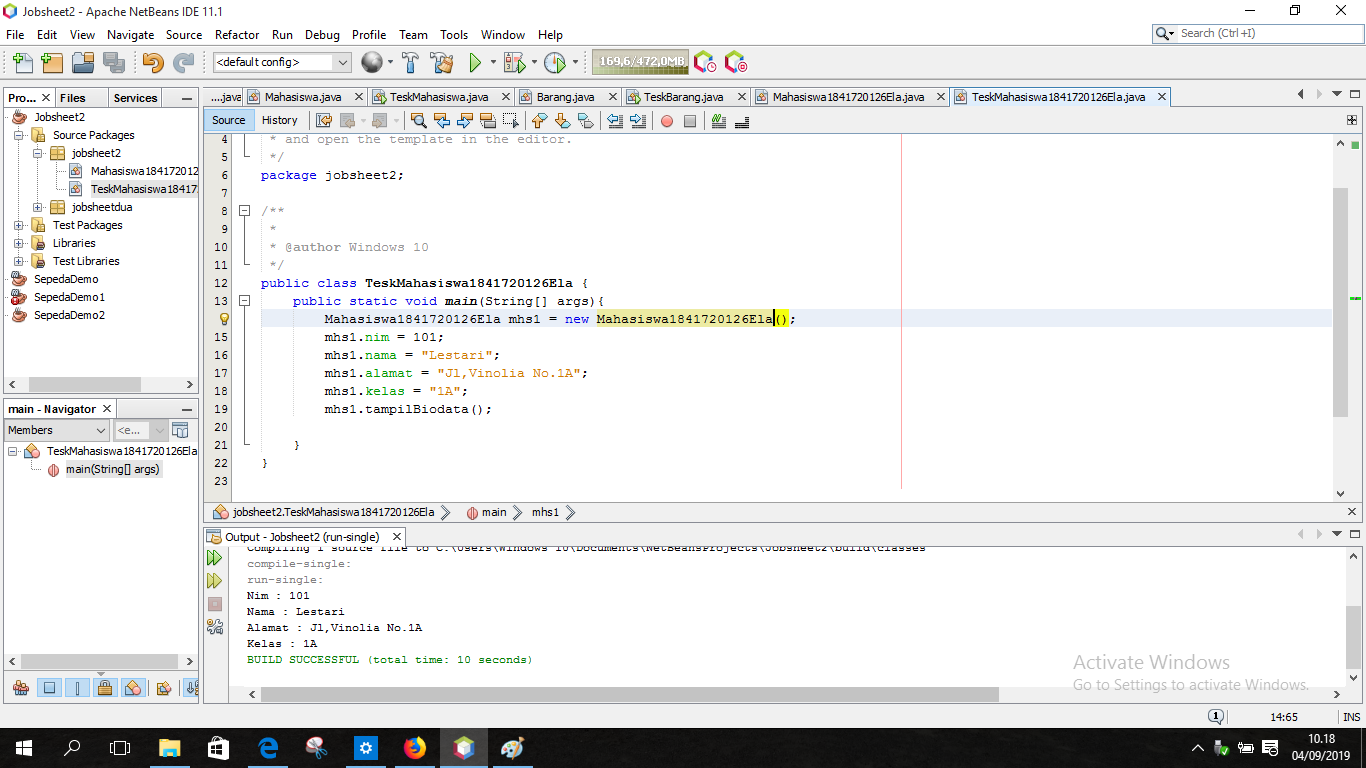 Jobsheet2 - Apache NetBeans IDE 11.1
File Edit View Navigate Source Refactor Run Debug Profile Team Tools Window Help
Search (Ctrl+I)
<default config>
169,6/472,0MB
Pro... Files Services
Jobsheet2
Source Packages
jobsheet2
Mahasiswa184172012
TeskMahasiswa18417
jobsheetdua
Test Packages
Libraries
Test Libraries
SepedaDemo
SepedaDemo1
SepedaDemo2
main - Navigator
Members
<e...
TeskMahasiswa1841720126Ela
main(String[] args)
....java Mahasiswa.java TeskMahasiswa.java Barang.java TeskBarang.java Mahasiswa1841720126Ela.java TeskMahasiswa1841720126Ela.java
Source History
4 * and open the template in the editor.
5 */
6 package jobsheet2;
7
8 /**
9 *
10 * @author Windows 10
11 */
12 public class TeskMahasiswa1841720126Ela {
13 public static void main(String[] args){
Mahasiswa1841720126Ela mhs1 = new Mahasiswa1841720126Ela();
15 mhs1.nim = 101;
16 mhs1.nama = "Lestari";
17 mhs1.alamat = "Jl,Vinolia No.1A";
18 mhs1.kelas = "1A";
19 mhs1.tampilBiodata();
20
21 }
22 }
23
jobsheet2.TeskMahasiswa1841720126Ela main mhs1
Output - Jobsheet2 (run-single)
Compiling 1 source file to C:\Users\Windows 10\Documents\NetBeansProjects\Jobsheet2\build\classes
compile-single:
run-single:
Nim : 101
Nama : Lestari
Alamat : Jl,Vinolia No.1A
Kelas : 1A
BUILD SUCCESSFUL (total time: 10 seconds)
Activate Windows
Go to Settings to activate Windows.
1
14:65 INS
10.18
04/09/2019